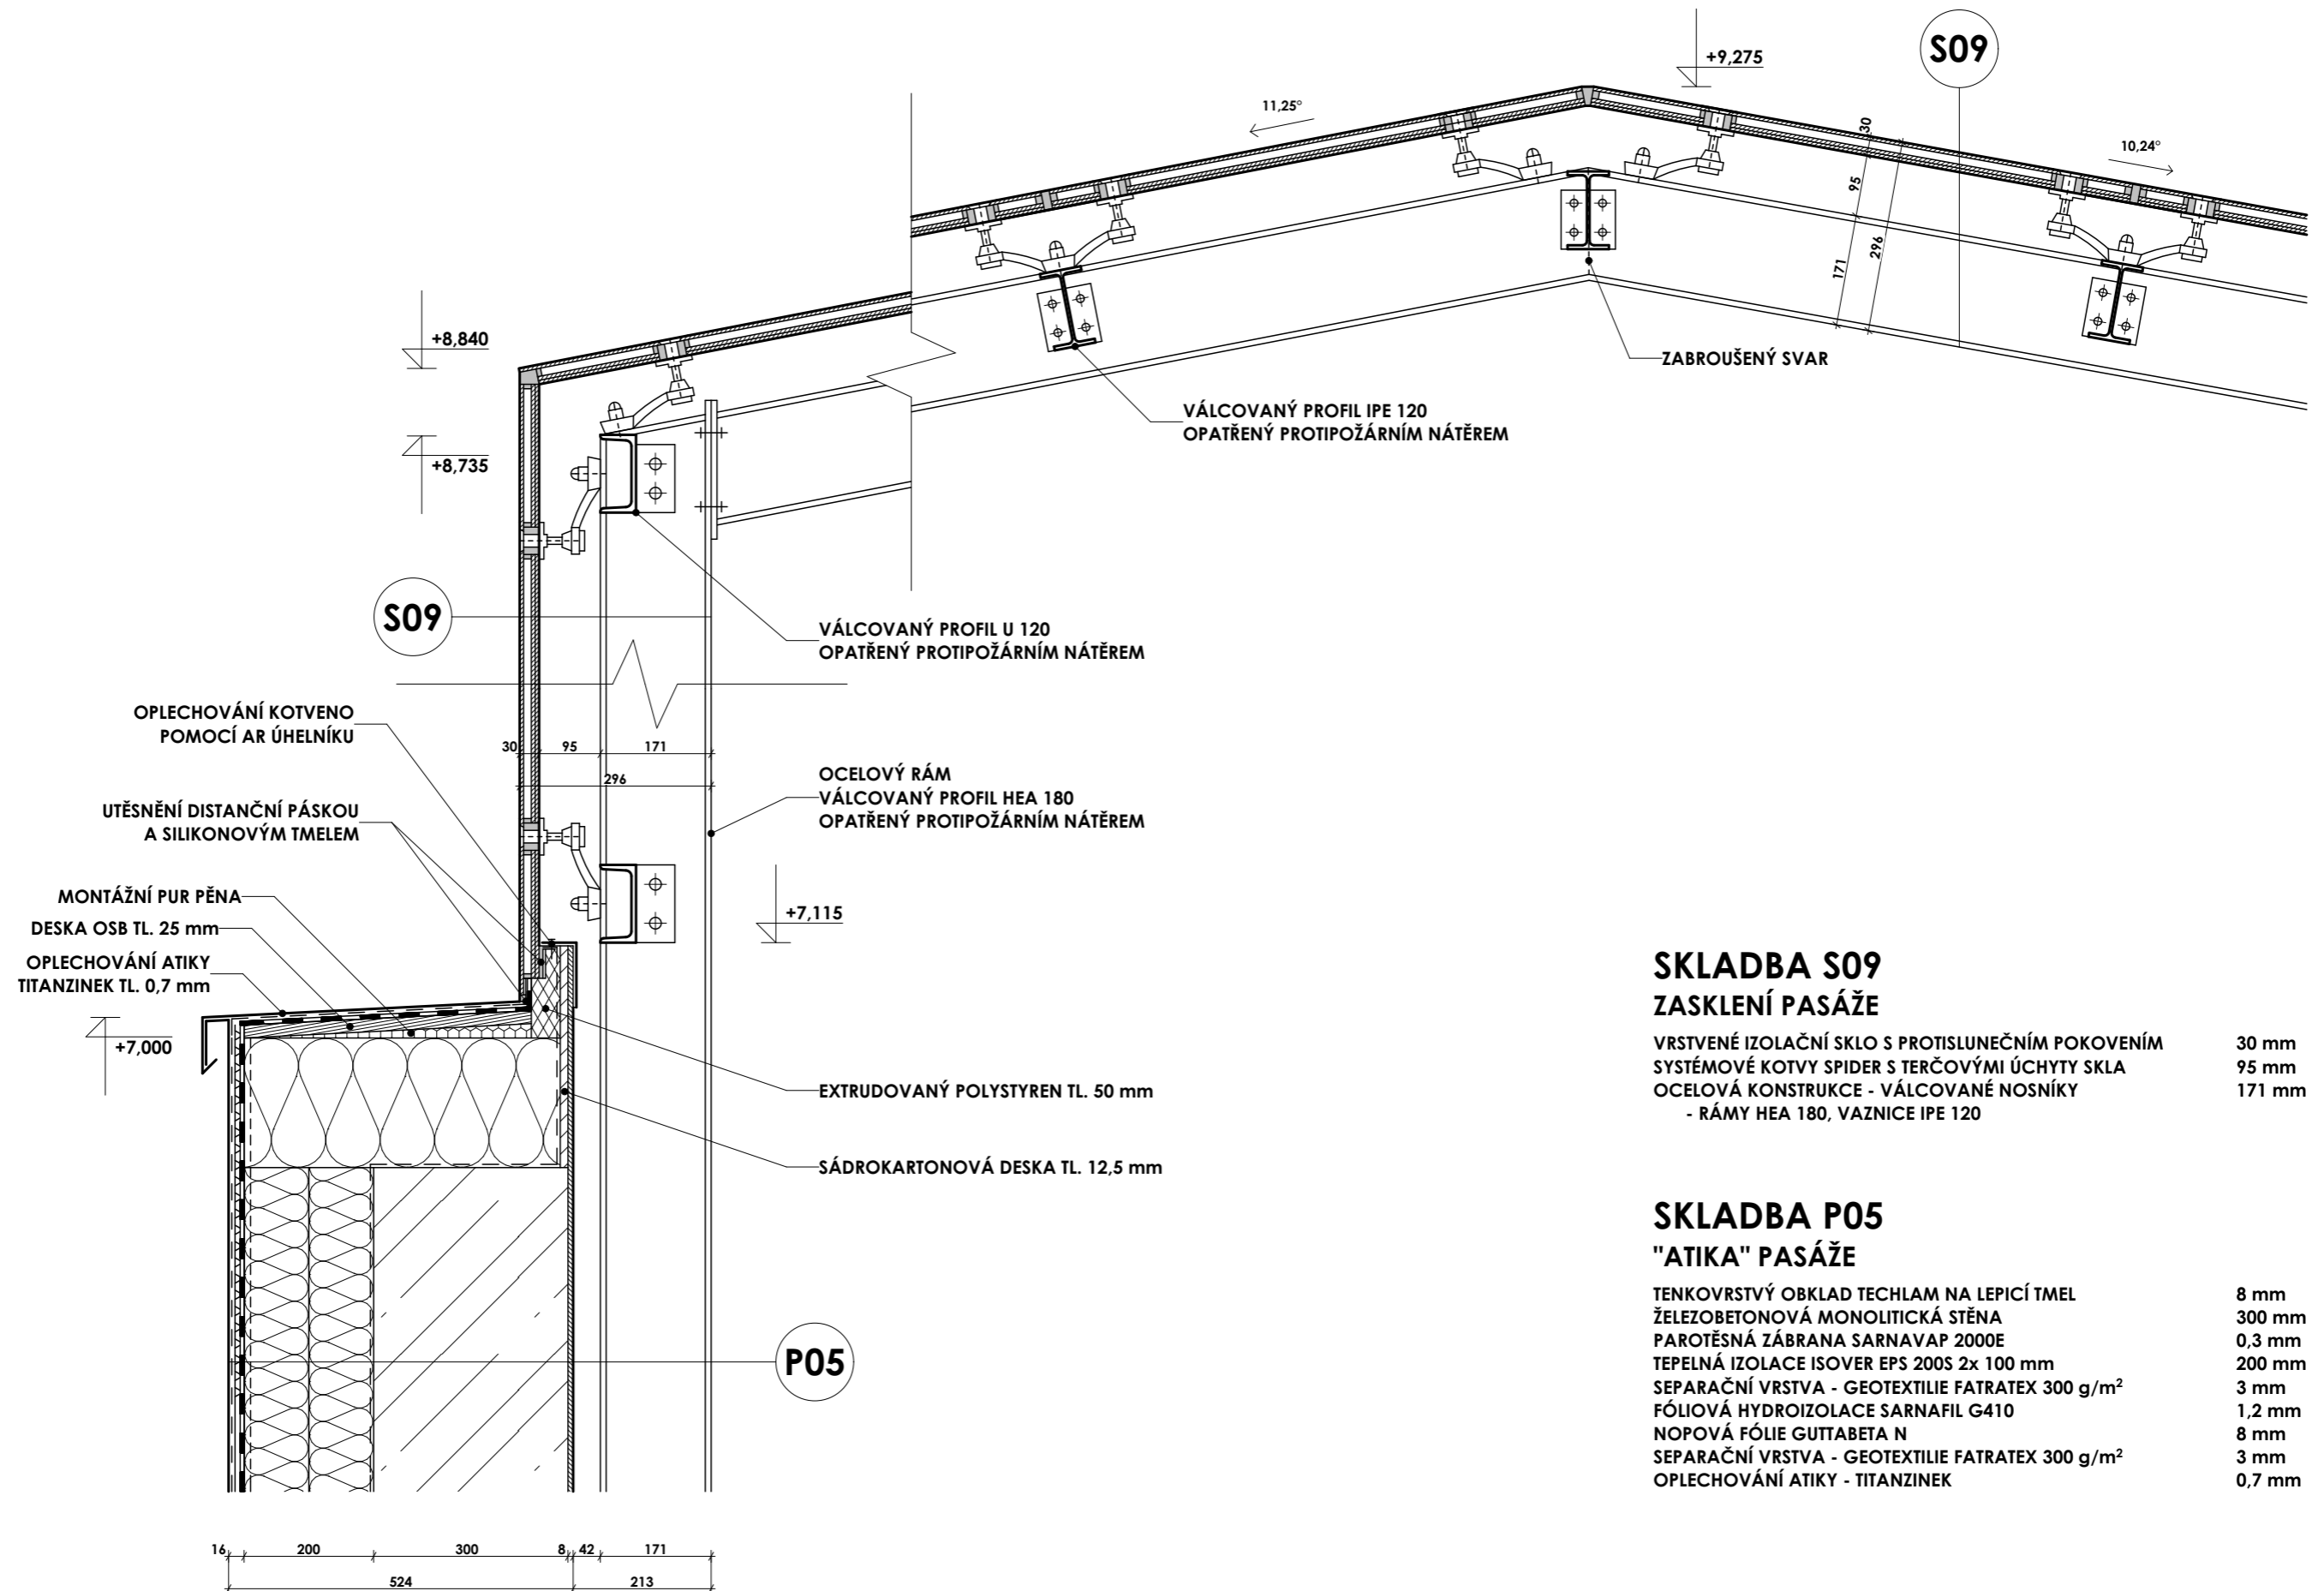 S09
+9,275
11,25°
10,24°
30
95
296
171
+8,840
+8,735
ZABROUŠENÝ SVAR
VÁLCOVANÝ PROFIL IPE 120
OPATŘENÝ PROTIPOŽÁRNÍM NÁTĚREM
S09
VÁLCOVANÝ PROFIL U 120
OPATŘENÝ PROTIPOŽÁRNÍM NÁTĚREM
OPLECHOVÁNÍ KOTVENO
POMOCÍ AR ÚHELNÍKU
30 95 171
296
OCELOVÝ RÁM
VÁLCOVANÝ PROFIL HEA 180
OPATŘENÝ PROTIPOŽÁRNÍM NÁTĚREM
UTĚSNĚNÍ DISTANČNÍ PÁSKOU
A SILIKONOVÝM TMELEM
MONTÁŽNÍ PUR PĚNA
DESKA OSB TL. 25 mm
OPLECHOVÁNÍ ATIKY
TITANZINEK TL. 0,7 mm
+7,115
+7,000
EXTRUDOVANÝ POLYSTYREN TL. 50 mm
SÁDROKARTONOVÁ DESKA TL. 12,5 mm
P05
16 200 300 8 42 171
524 213
SKLADBA S09
ZASKLENÍ PASÁŽE
VRSTVENÉ IZOLAČNÍ SKLO S PROTISLUNEČNÍM POKOVENÍM 30 mm
SYSTÉMOVÉ KOTVY SPIDER S TERČOVÝMI ÚCHYTY SKLA 95 mm
OCELOVÁ KONSTRUKCE - VÁLCOVANÉ NOSNÍKY 171 mm
- RÁMY HEA 180, VAZNICE IPE 120
SKLADBA P05
"ATIKA" PASÁŽE
TENKOVRSTVÝ OBKLAD TECHLAM NA LEPICÍ TMEL 8 mm
ŽELEZOBETONOVÁ MONOLITICKÁ STĚNA 300 mm
PAROTĚSNÁ ZÁBRANA SARNAVAP 2000E 0,3 mm
TEPELNÁ IZOLACE ISOVER EPS 200S 2x 100 mm 200 mm
SEPARAČNÍ VRSTVA - GEOTEXTILIE FATRATEX 300 g/m² 3 mm
FÓLIOVÁ HYDROIZOLACE SARNAFIL G410 1,2 mm
NOPOVÁ FÓLIE GUTTABETA N 8 mm
SEPARAČNÍ VRSTVA - GEOTEXTILIE FATRATEX 300 g/m² 3 mm
OPLECHOVÁNÍ ATIKY - TITANZINEK 0,7 mm